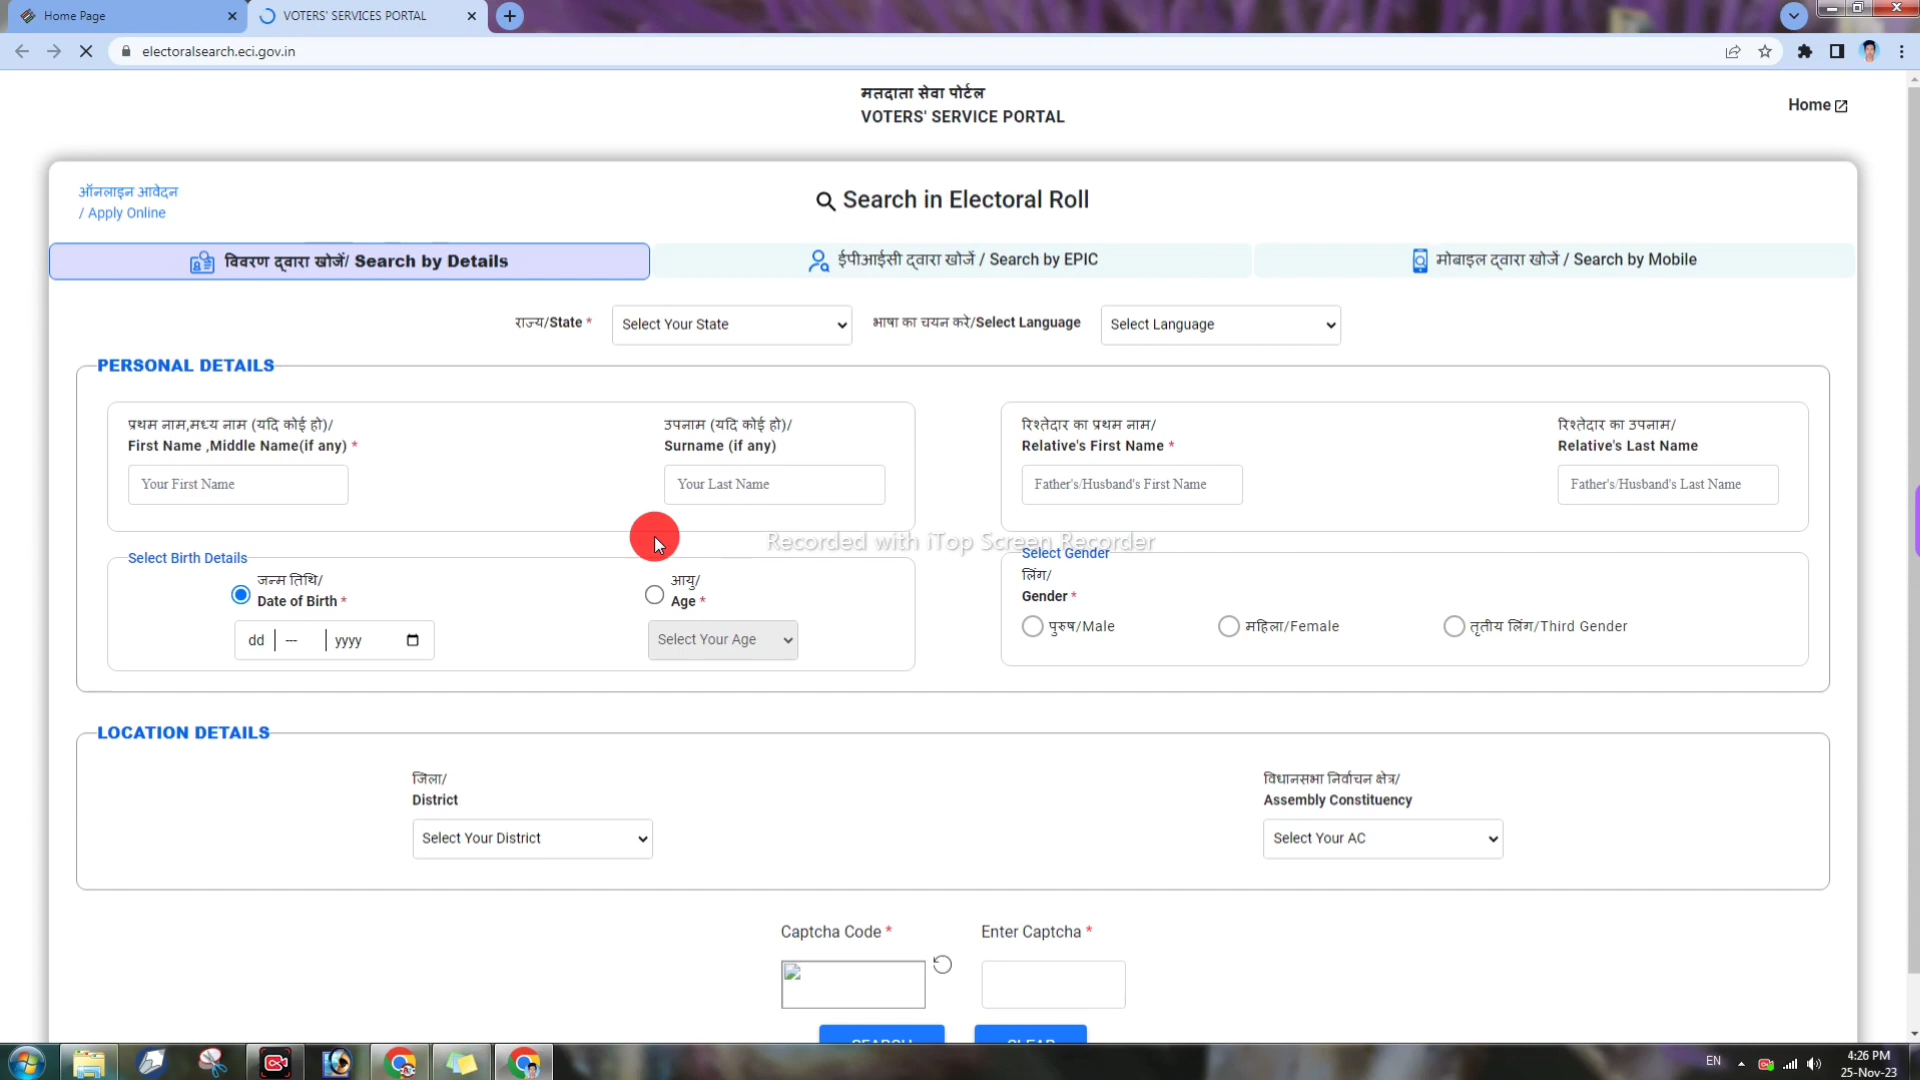 Home Page
VOTERS' SERVICES PORTAL
electoralsearch.eci.gov.in
मतदाता सेवा पोर्टल
VOTERS' SERVICE PORTAL
Home
ऑनलाइन आवेदन
/ Apply Online
Search in Electoral Roll
विवरण द्वारा खोजें/ Search by Details
ईपीआईसी द्वारा खोजें / Search by EPIC
मोबाइल द्वारा खोजें / Search by Mobile
राज्य/State *
Select Your State
भाषा का चयन करे/Select Language
Select Language
PERSONAL DETAILS
प्रथम नाम,मध्य नाम (यदि कोई हो)/
First Name ,Middle Name(if any) *
Your First Name
उपनाम (यदि कोई हो)/
Surname (if any)
Your Last Name
रिश्तेदार का प्रथम नाम/
Relative's First Name *
Father's/Husband's First Name
रिश्तेदार का उपनाम/
Relative's Last Name
Father's/Husband's Last Name
Recorded with iTop Screen Recorder
Select Birth Details
जन्म तिथि/
Date of Birth *
dd --- yyyy
आयु/
Age *
Select Your Age
Select Gender
लिंग/
Gender *
पुरुष/Male
महिला/Female
तृतीय लिंग/Third Gender
LOCATION DETAILS
जिला/
District
Select Your District
विधानसभा निर्वाचन क्षेत्र/
Assembly Constituency
Select Your AC
Captcha Code *
Enter Captcha *
SEARCH
CLEAR
EN
4:26 PM
25-Nov-23